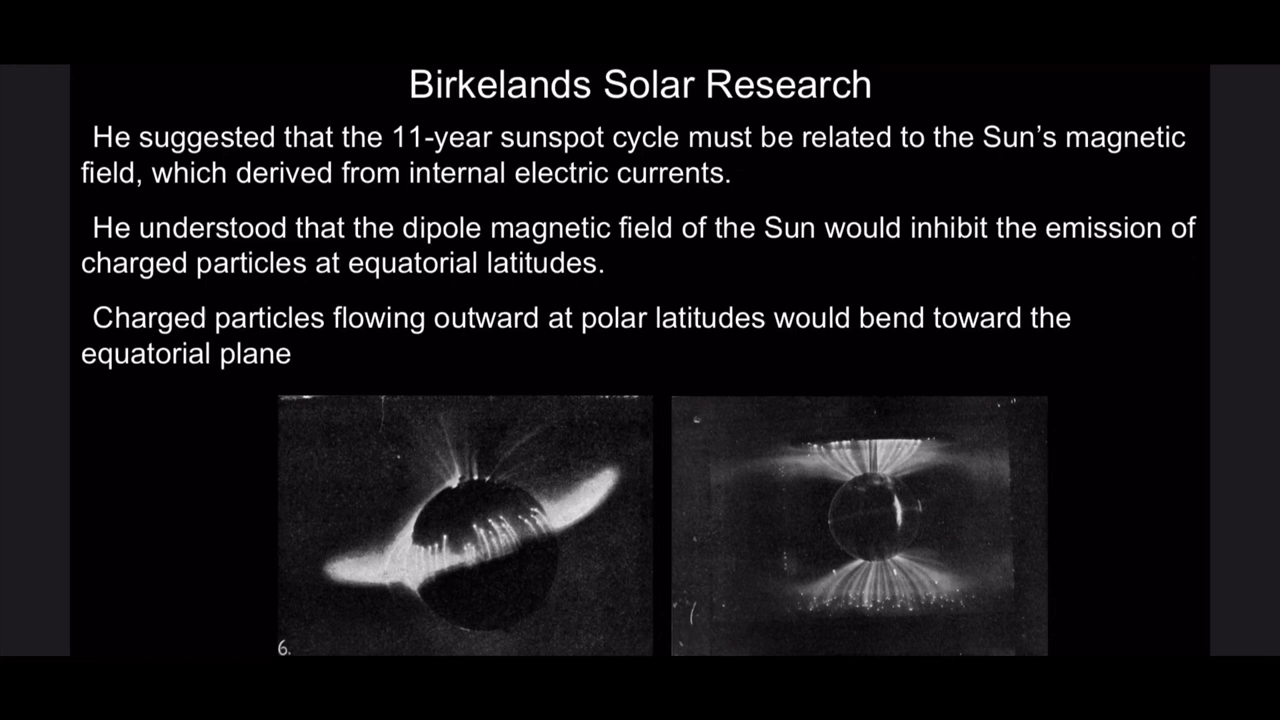 Birkelands Solar Research
He suggested that the 11-year sunspot cycle must be related to the Sun’s magnetic
field, which derived from internal electric currents.
He understood that the dipole magnetic field of the Sun would inhibit the emission of
charged particles at equatorial latitudes.
Charged particles flowing outward at polar latitudes would bend toward the
equatorial plane
6.